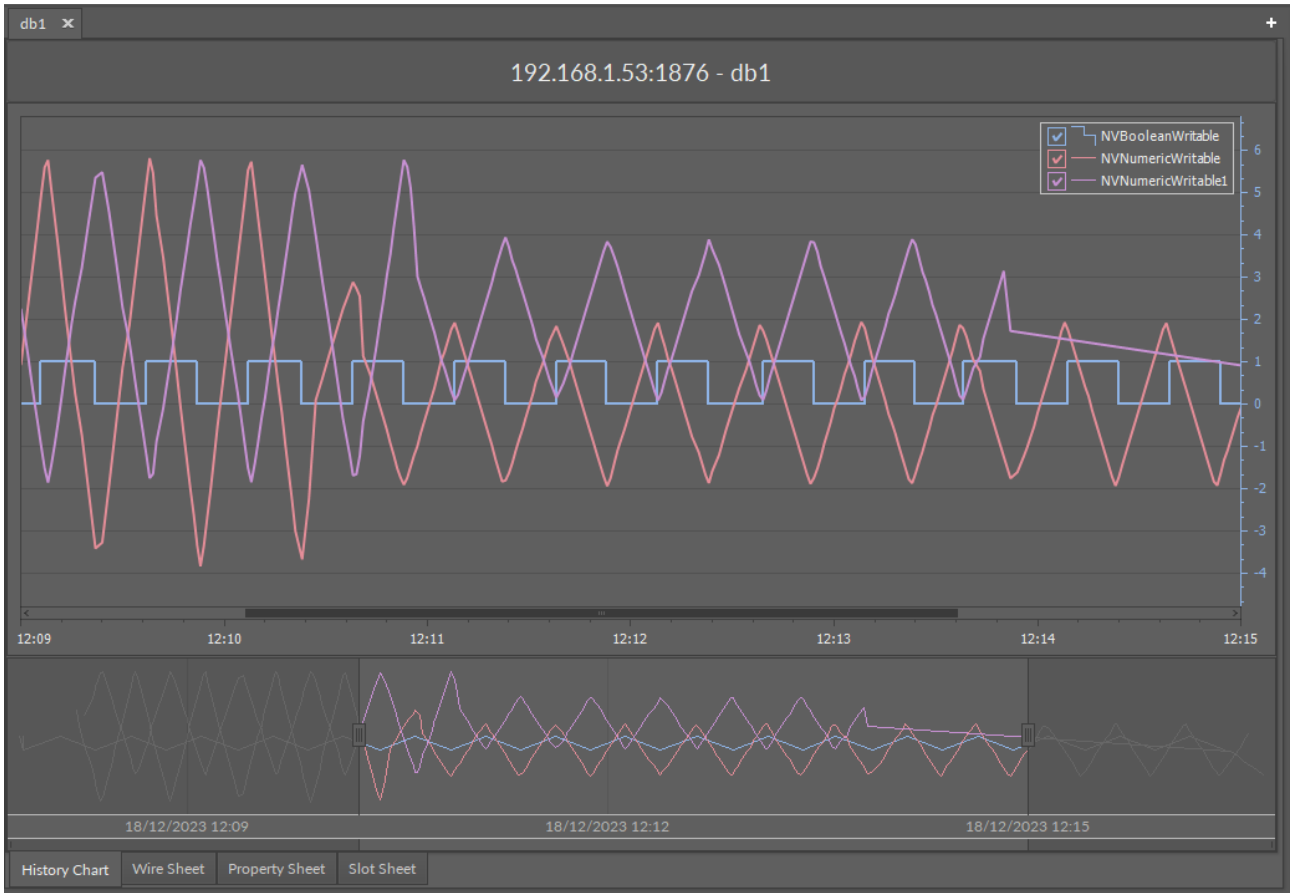 db1 ×
+
192.168.1.53:1876 - db1
NVBooleanWritable
NVNumericWritable
NVNumericWritable1
6
5
4
3
2
1
0
-1
-2
-3
-4
12:09 12:10 12:11 12:12 12:13 12:14 12:15
18/12/2023 12:09 18/12/2023 12:12 18/12/2023 12:15
History Chart Wire Sheet Property Sheet Slot Sheet